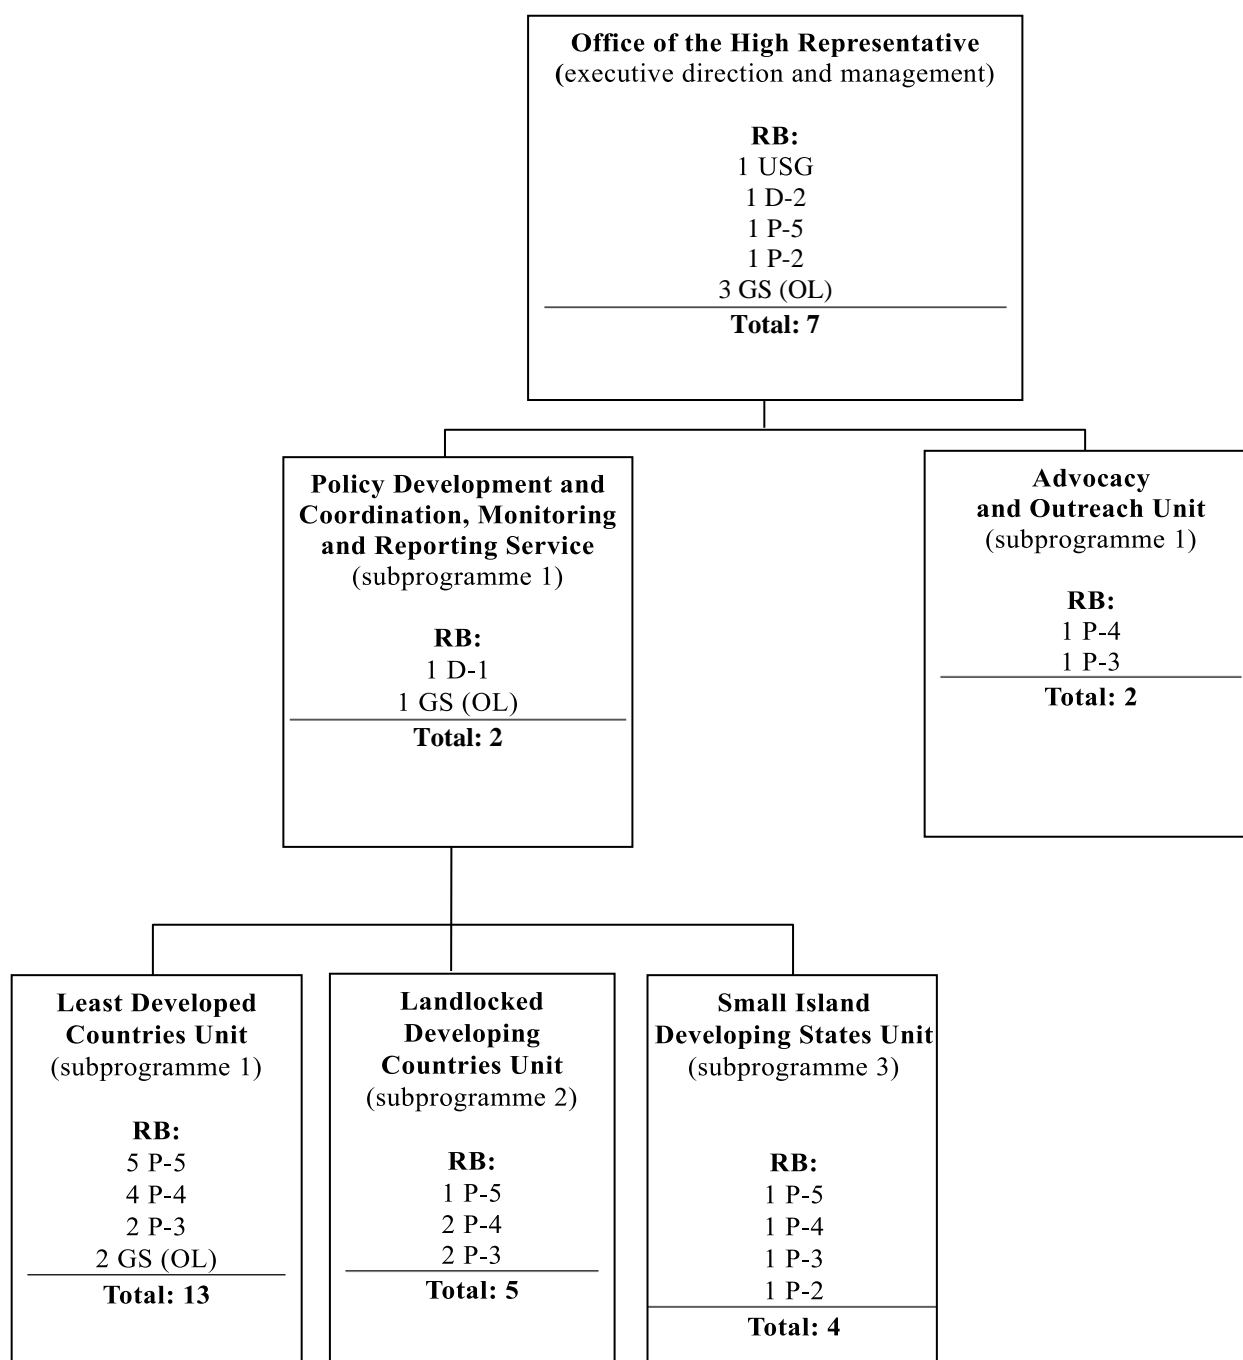 Office of the High Representative
(executive direction and management)
RB:
1 USG
1 D-2
1 P-5
1 P-2
3 GS (OL)
Total: 7
Policy Development and
Coordination, Monitoring
and Reporting Service
(subprogramme 1)
RB:
1 D-1
1 GS (OL)
Total: 2
Advocacy
and Outreach Unit
(subprogramme 1)
RB:
1 P-4
1 P-3
Total: 2
Least Developed
Countries Unit
(subprogramme 1)
RB:
5 P-5
4 P-4
2 P-3
2 GS (OL)
Total: 13
Landlocked
Developing
Countries Unit
(subprogramme 2)
RB:
1 P-5
2 P-4
2 P-3
Total: 5
Small Island
Developing States Unit
(subprogramme 3)
RB:
1 P-5
1 P-4
1 P-3
1 P-2
Total: 4